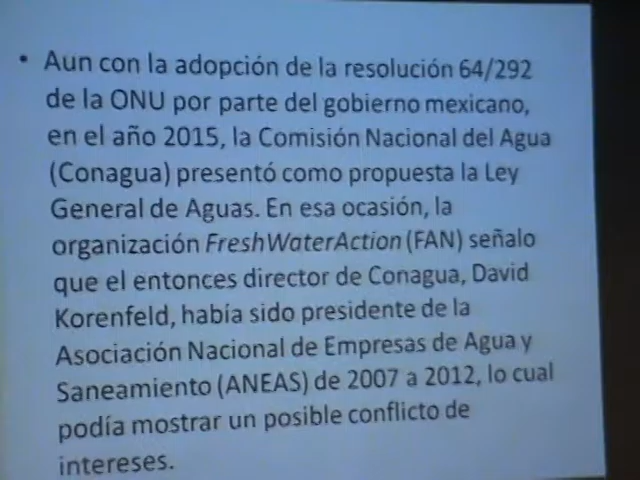 • Aun con la adopción de la resolución 64/292
de la ONU por parte del gobierno mexicano,
en el año 2015, la Comisión Nacional del Agua
(Conagua) presentó como propuesta la Ley
General de Aguas. En esa ocasión, la
organización FreshWaterAction (FAN) señalo
que el entonces director de Conagua, David
Korenfeld, había sido presidente de la
Asociación Nacional de Empresas de Agua y
Saneamiento (ANEAS) de 2007 a 2012, lo cual
podía mostrar un posible conflicto de
intereses.